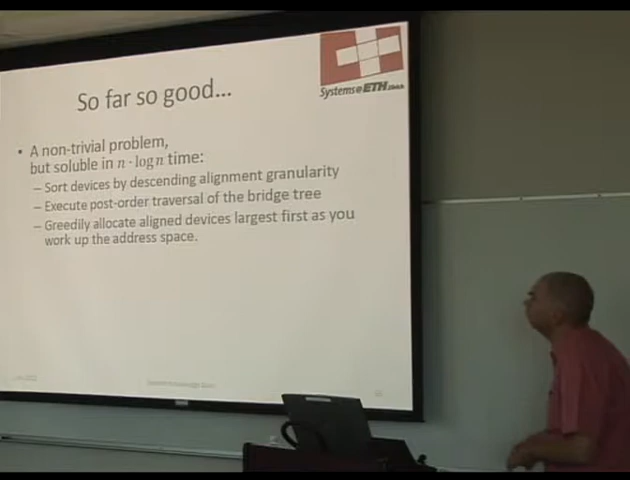 So far so good...
Systems@ETH Zürich
• A non-trivial problem,
but soluble in n · log n time:
– Sort devices by descending alignment granularity
– Execute post-order traversal of the bridge tree
– Greedily allocate aligned devices largest first as you
work up the address space.